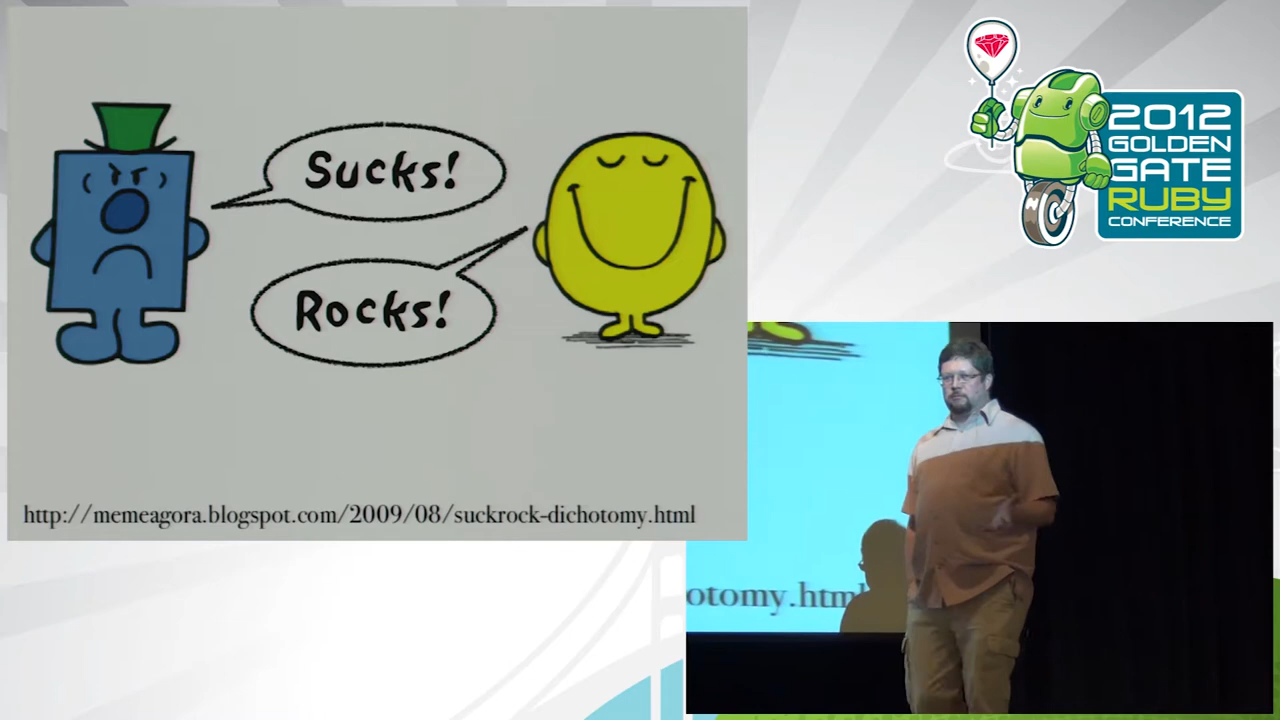 Sucks!
Rocks!
http://memeagora.blogspot.com/2009/08/suckrock-dichotomy.html
2012
GOLDEN
GATE
RUBY
CONFERENCE
otomy.html